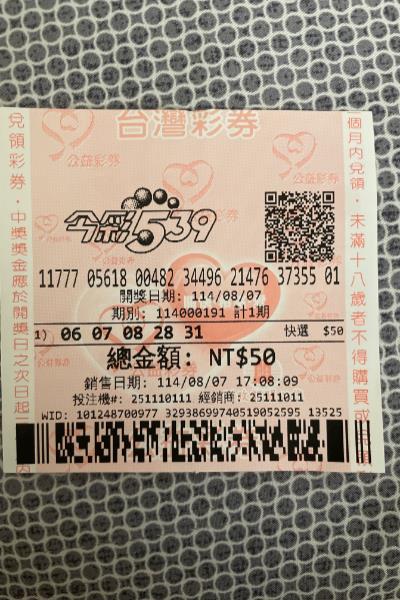 台灣彩券
公益彩券
今彩539
11777 05618 00482 34496 21476 37355 01
開獎日期: 114/08/07
期別: 114000191 計1期
1) 06 07 08 28 31 快選 $50
總金額: NT$50
銷售日期: 114/08/07 17:08:09
投注機#: 251110111 經銷商: 25111011
WID: 101248700977 32938699740519052595 13525
兌領彩券・中獎獎金應於開獎日之次日起
個月內兌領・未滿十八歲者不得購買或